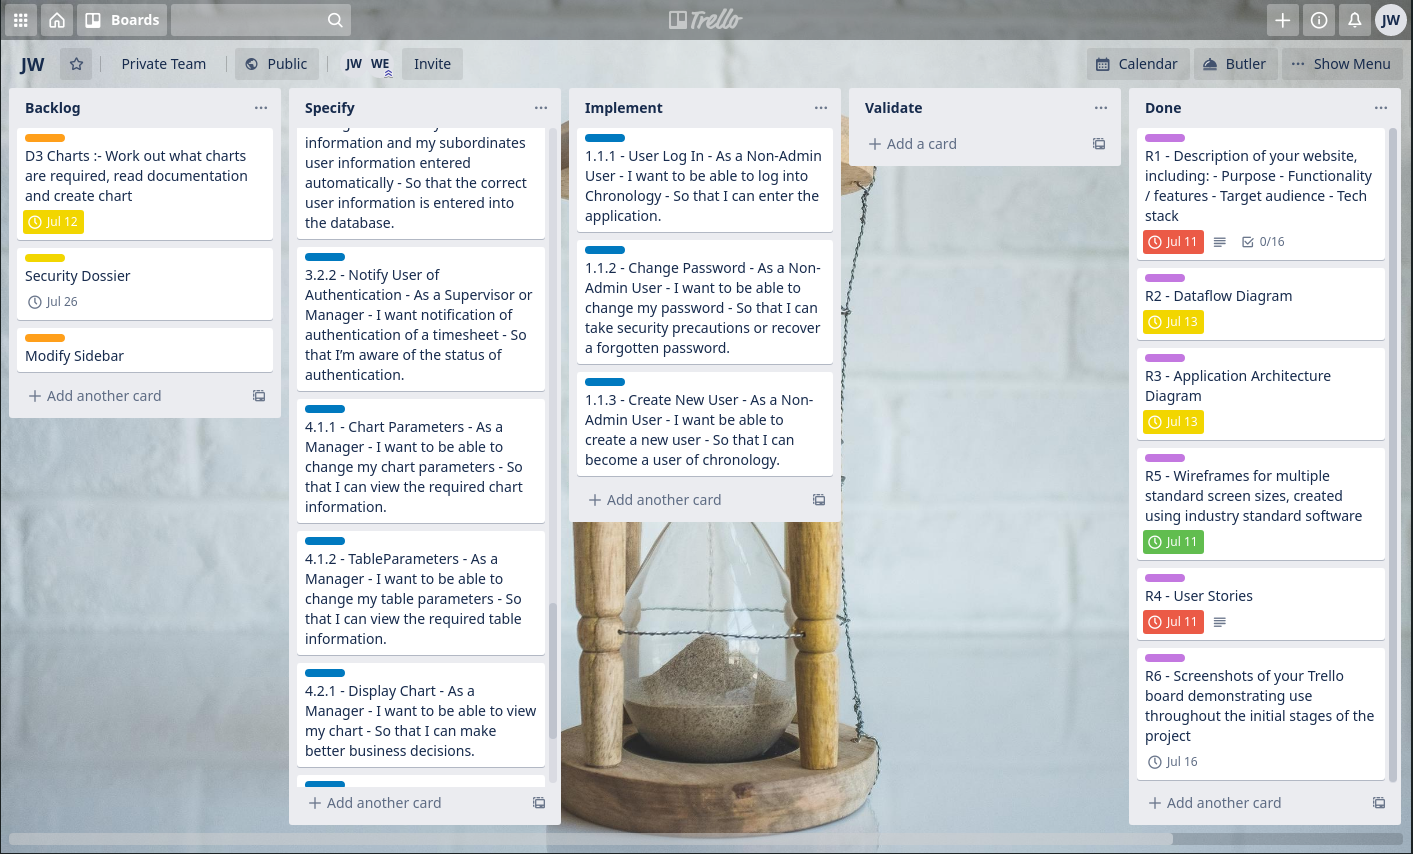 Boards
Trello
JW
JW
Private Team
Public
JW WE
Invite
Calendar
Butler
Show Menu
Backlog
D3 Charts :- Work out what charts
are required, read documentation
and create chart
Jul 12
Security Dossier
Jul 26
Modify Sidebar
Add another card
Specify
information and my subordinates
user information entered
automatically - So that the correct
user information is entered into
the database.
3.2.2 - Notify User of
Authentication - As a Supervisor or
Manager - I want notification of
authentication of a timesheet - So
that I'm aware of the status of
authentication.
4.1.1 - Chart Parameters - As a
Manager - I want to be able to
change my chart parameters - So
that I can view the required chart
information.
4.1.2 - TableParameters - As a
Manager - I want to be able to
change my table parameters - So
that I can view the required table
information.
4.2.1 - Display Chart - As a
Manager - I want to be able to view
my chart - So that I can make
better business decisions.
Add another card
Implement
1.1.1 - User Log In - As a Non-Admin
User - I want to be able to log into
Chronology - So that I can enter the
application.
1.1.2 - Change Password - As a Non-
Admin User - I want to be able to
change my password - So that I can
take security precautions or recover
a forgotten password.
1.1.3 - Create New User - As a Non-
Admin User - I want be able to
create a new user - So that I can
become a user of chronology.
Add another card
Validate
Add a card
Done
R1 - Description of your website,
including: - Purpose - Functionality
/ features - Target audience - Tech
stack
Jul 11 0/16
R2 - Dataflow Diagram
Jul 13
R3 - Application Architecture
Diagram
Jul 13
R5 - Wireframes for multiple
standard screen sizes, created
using industry standard software
Jul 11
R4 - User Stories
Jul 11
R6 - Screenshots of your Trello
board demonstrating use
throughout the initial stages of the
project
Jul 16
Add another card